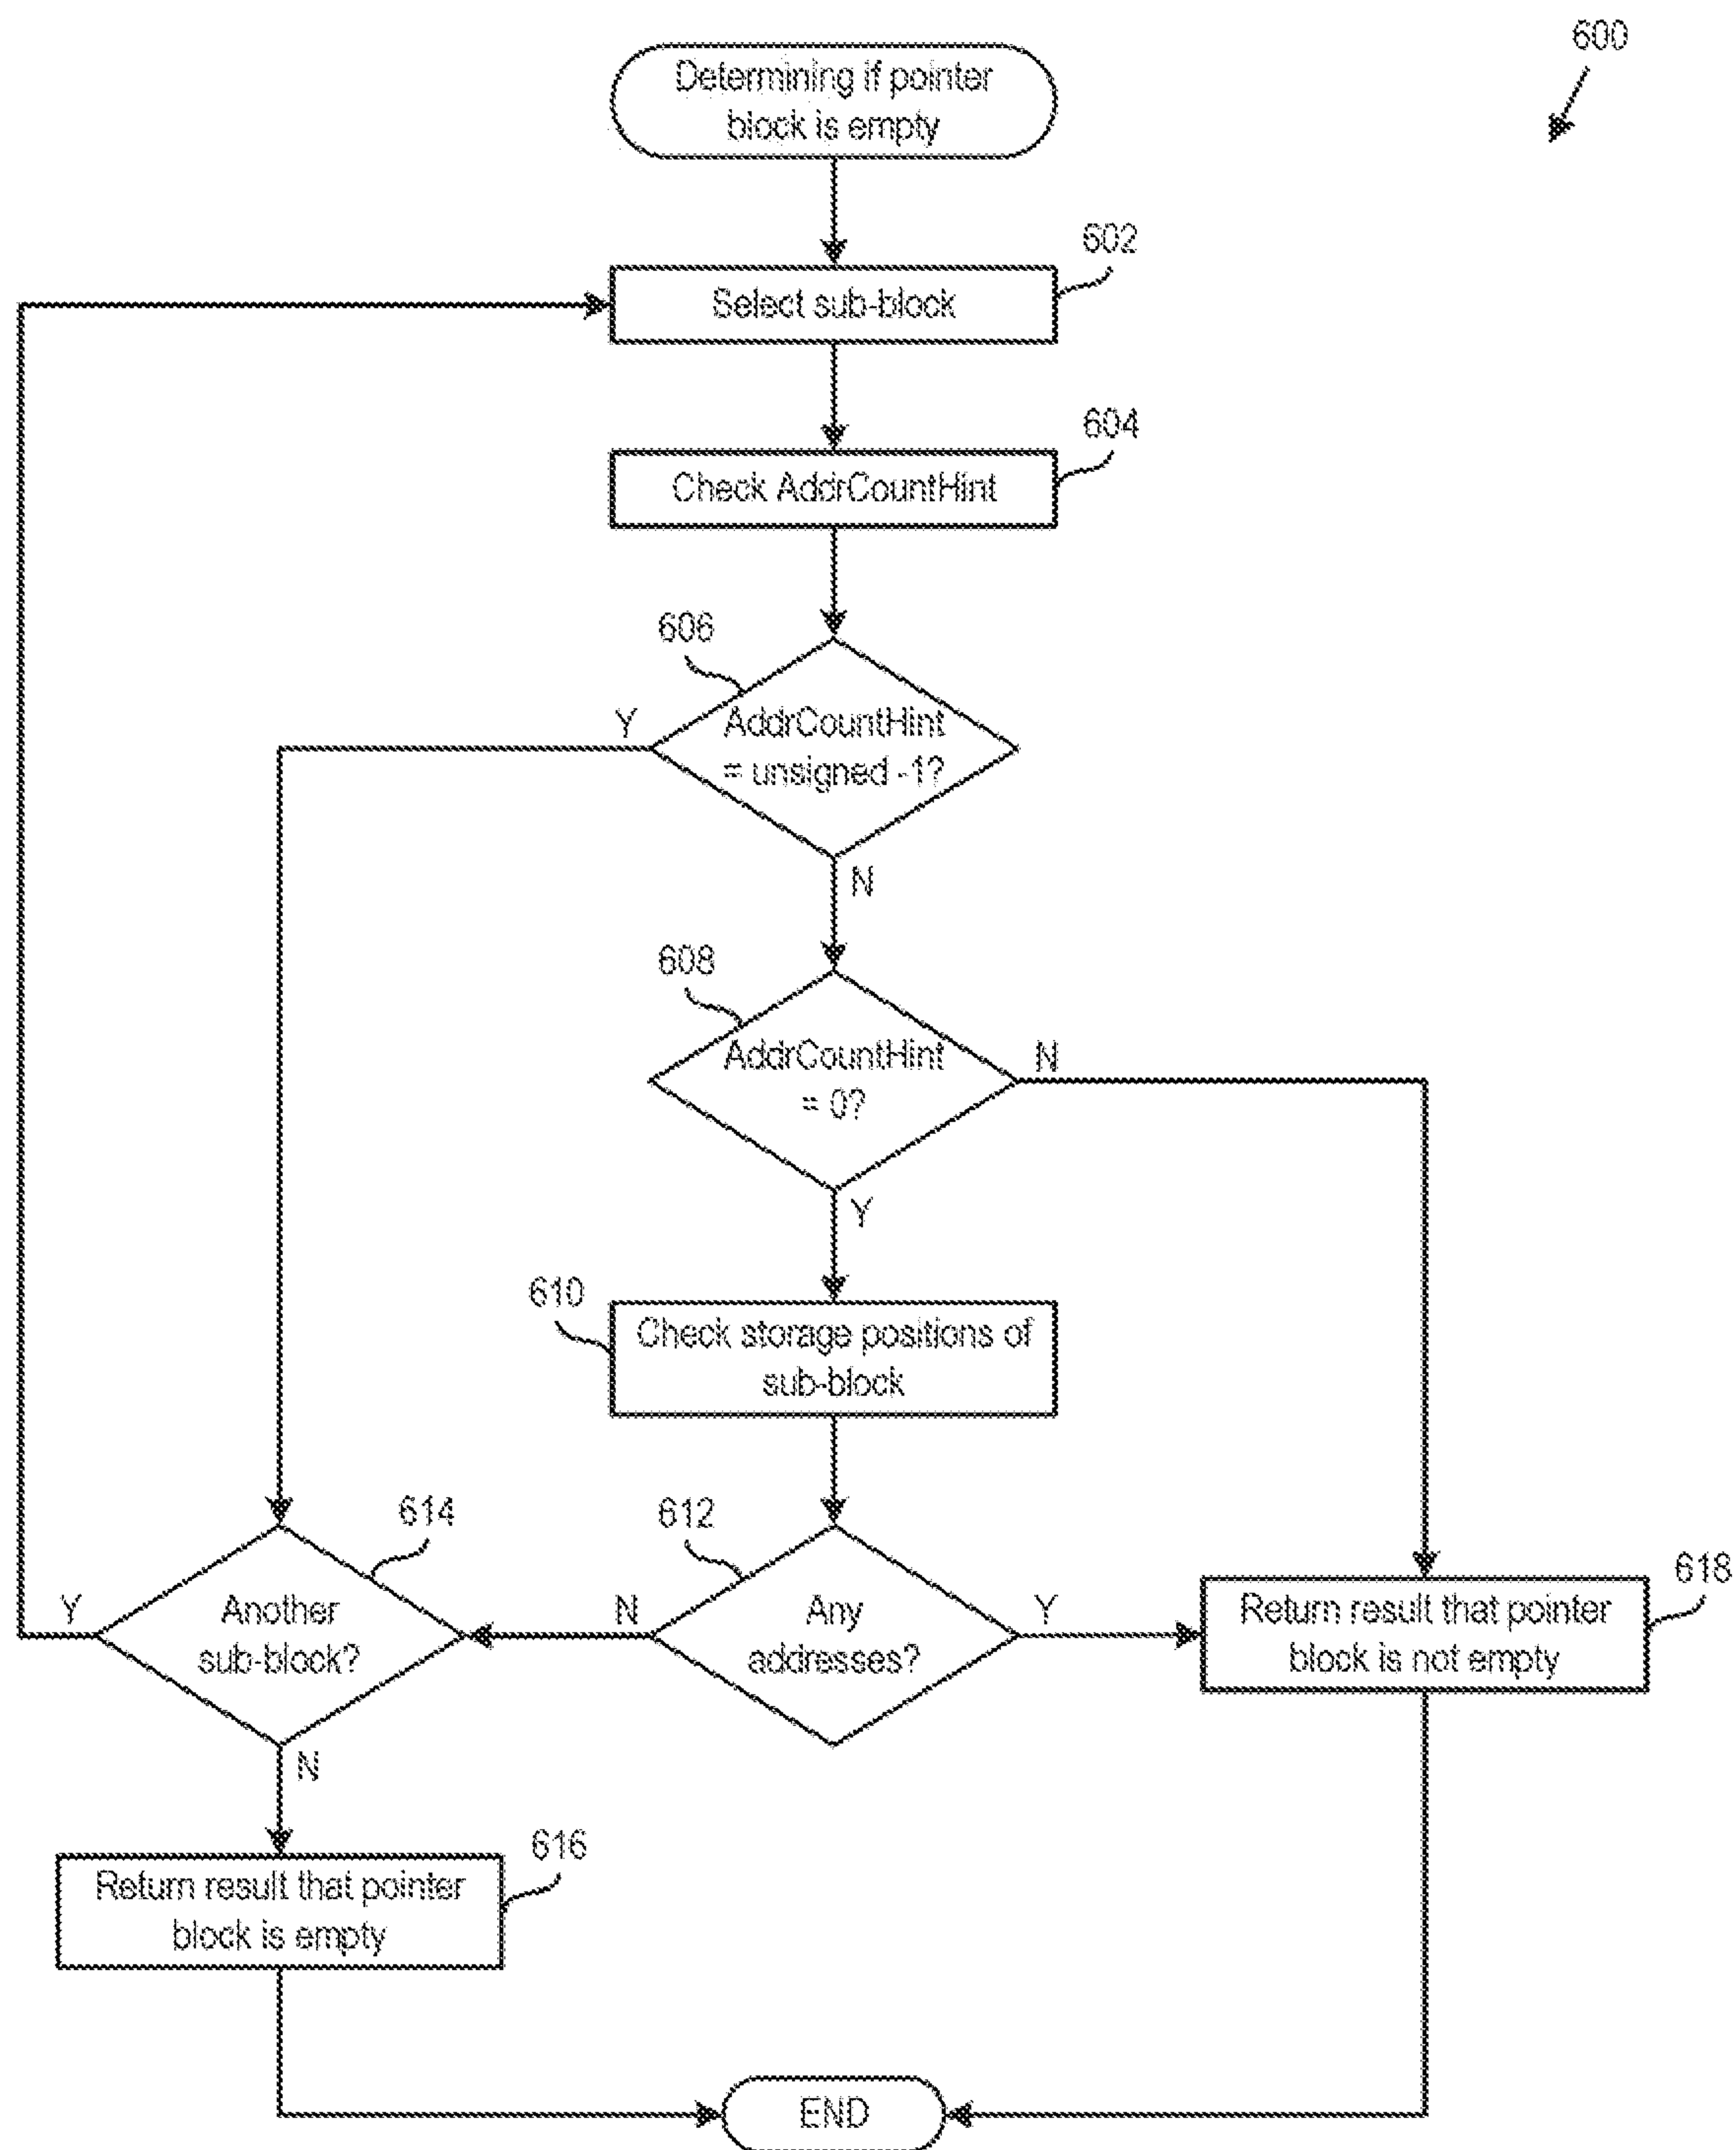 600
Determining if pointer
block is empty
602
Select sub-block
604
Check AddrCountHint
606
Y
AddrCountHint
= unsigned -1?
N
608
AddrCountHint
= 0?
N
Y
610
Check storage positions of
sub-block
614
612
618
Y
Another
sub-block?
N
Any
addresses?
Y
Return result that pointer
block is not empty
N
616
Return result that pointer
block is empty
END